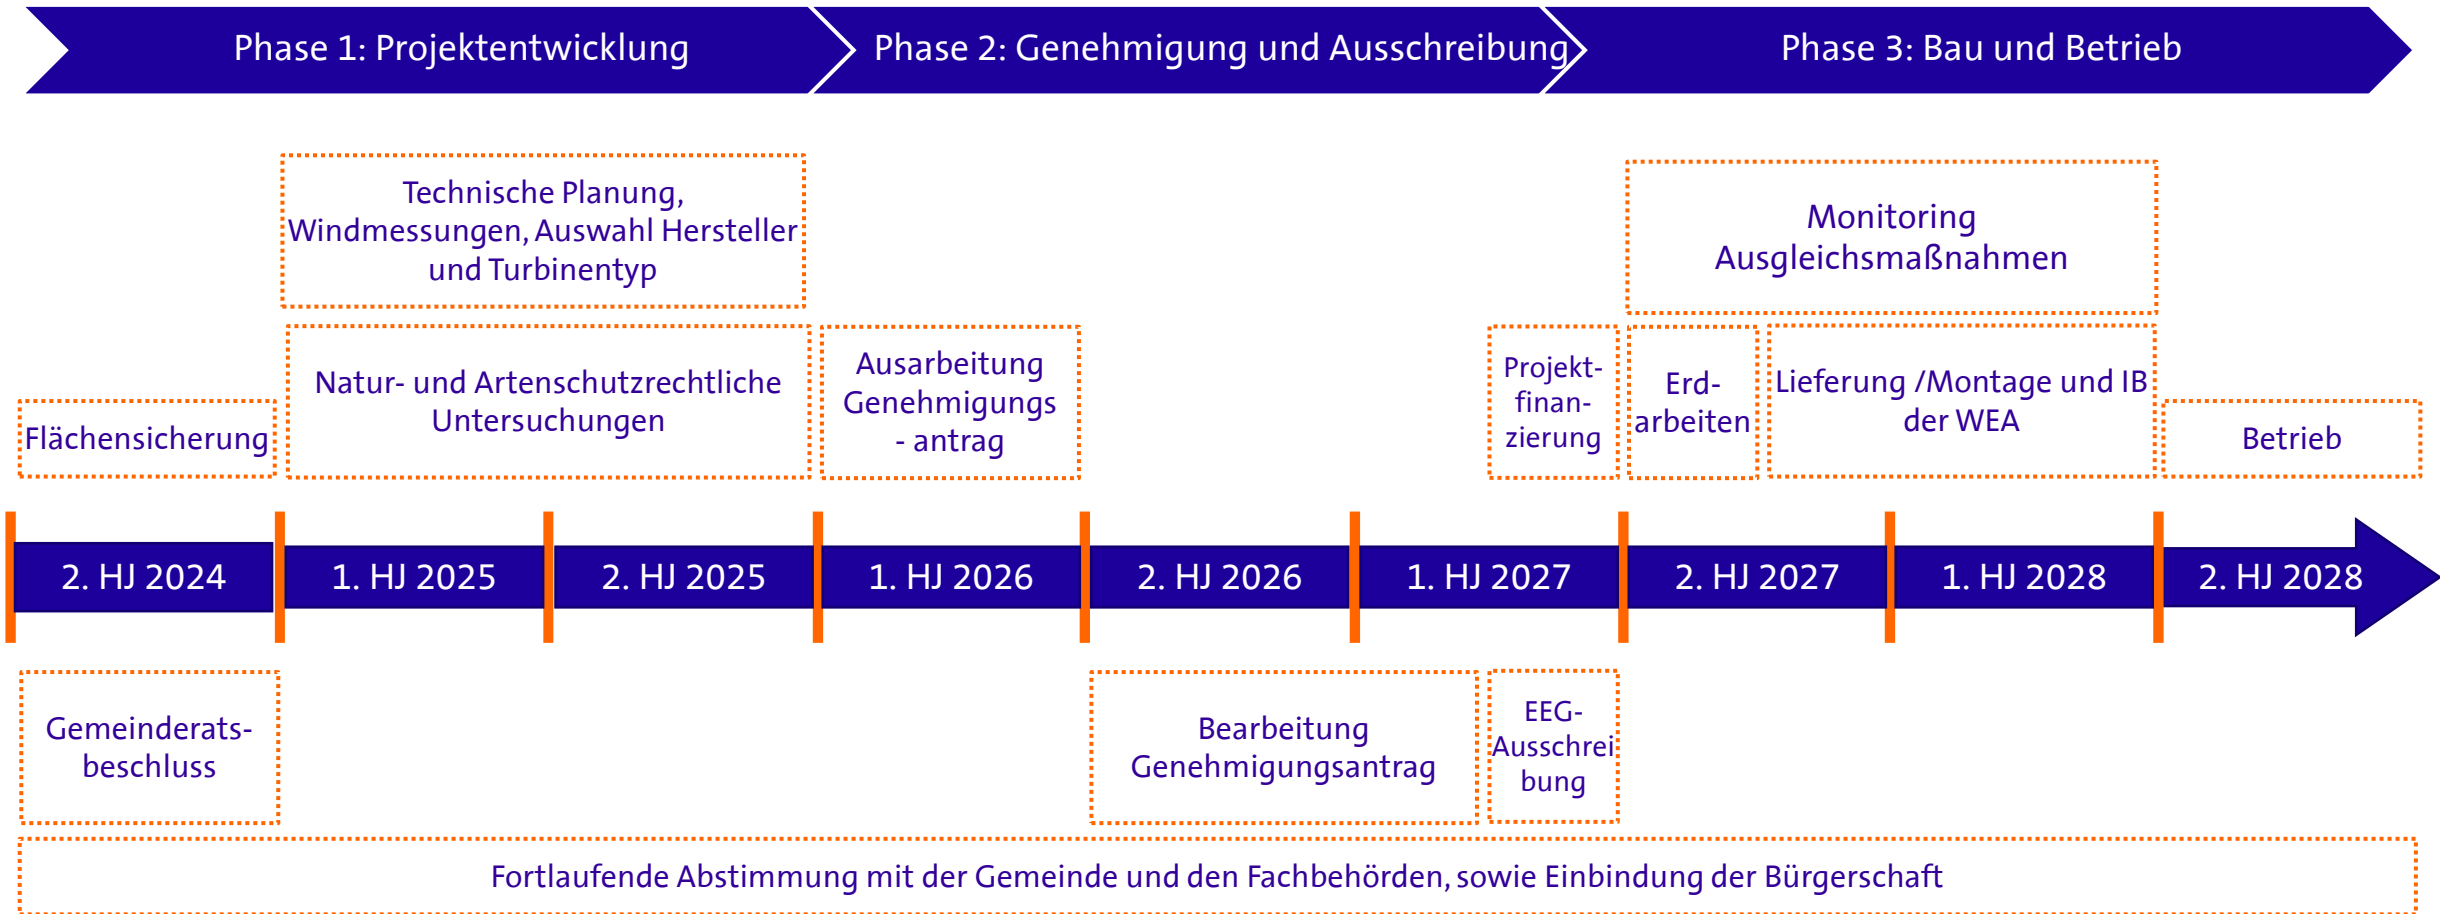 Phase 1: Projektentwicklung
Phase 2: Genehmigung und Ausschreibung
Phase 3: Bau und Betrieb
Technische Planung,
Windmessungen, Auswahl Hersteller
und Turbinentyp
Monitoring
Ausgleichsmaßnahmen
Flächensicherung
Natur- und Artenschutzrechtliche
Untersuchungen
Ausarbeitung
Genehmigungs
- antrag
Projekt-
finan-
zierung
Erd-
arbeiten
Lieferung /Montage und IB
der WEA
Betrieb
2. HJ 2024
1. HJ 2025
2. HJ 2025
1. HJ 2026
2. HJ 2026
1. HJ 2027
2. HJ 2027
1. HJ 2028
2. HJ 2028
Gemeinderats-
beschluss
Bearbeitung
Genehmigungsantrag
EEG-
Ausschrei
bung
Fortlaufende Abstimmung mit der Gemeinde und den Fachbehörden, sowie Einbindung der Bürgerschaft